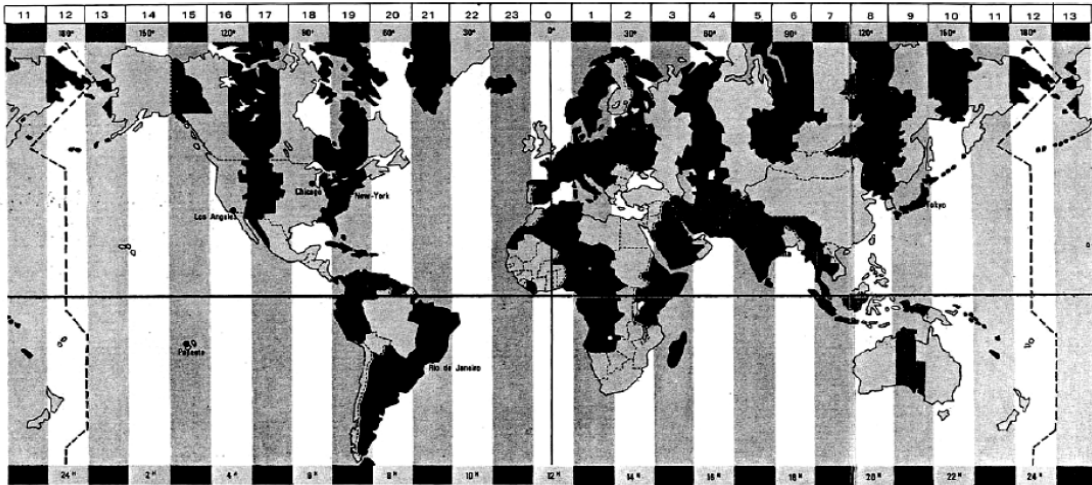 11 12 13 14 15 16 17 18 19 20 21 22 23 0 1 2 3 4 5 6 7 8 9 10 11 12 13
180° 150° 120° 90° 60° 30° 0° 30° 60° 90° 120° 150° 180°
Chicago
New-York
Los Angeles
Tokyo
Papeete
Rio de Janeiro
24 H 2 H 4 H 6 H 8 H 10 H 12 H 14 H 16 H 18 H 20 H 22 H 24 H